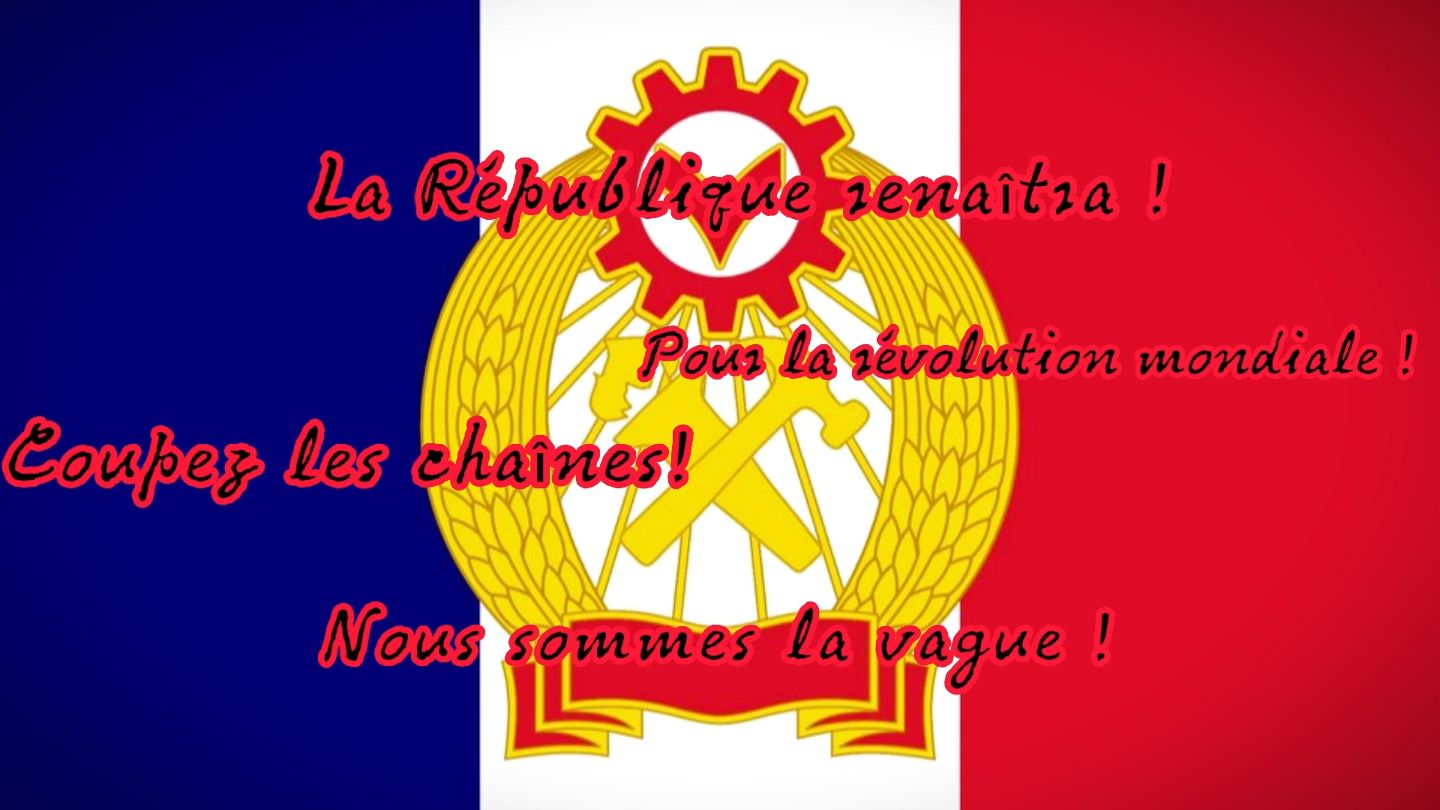 La République renaîtra !
Pour la révolution mondiale !
Coupez les chaînes!
Nous sommes la vague !